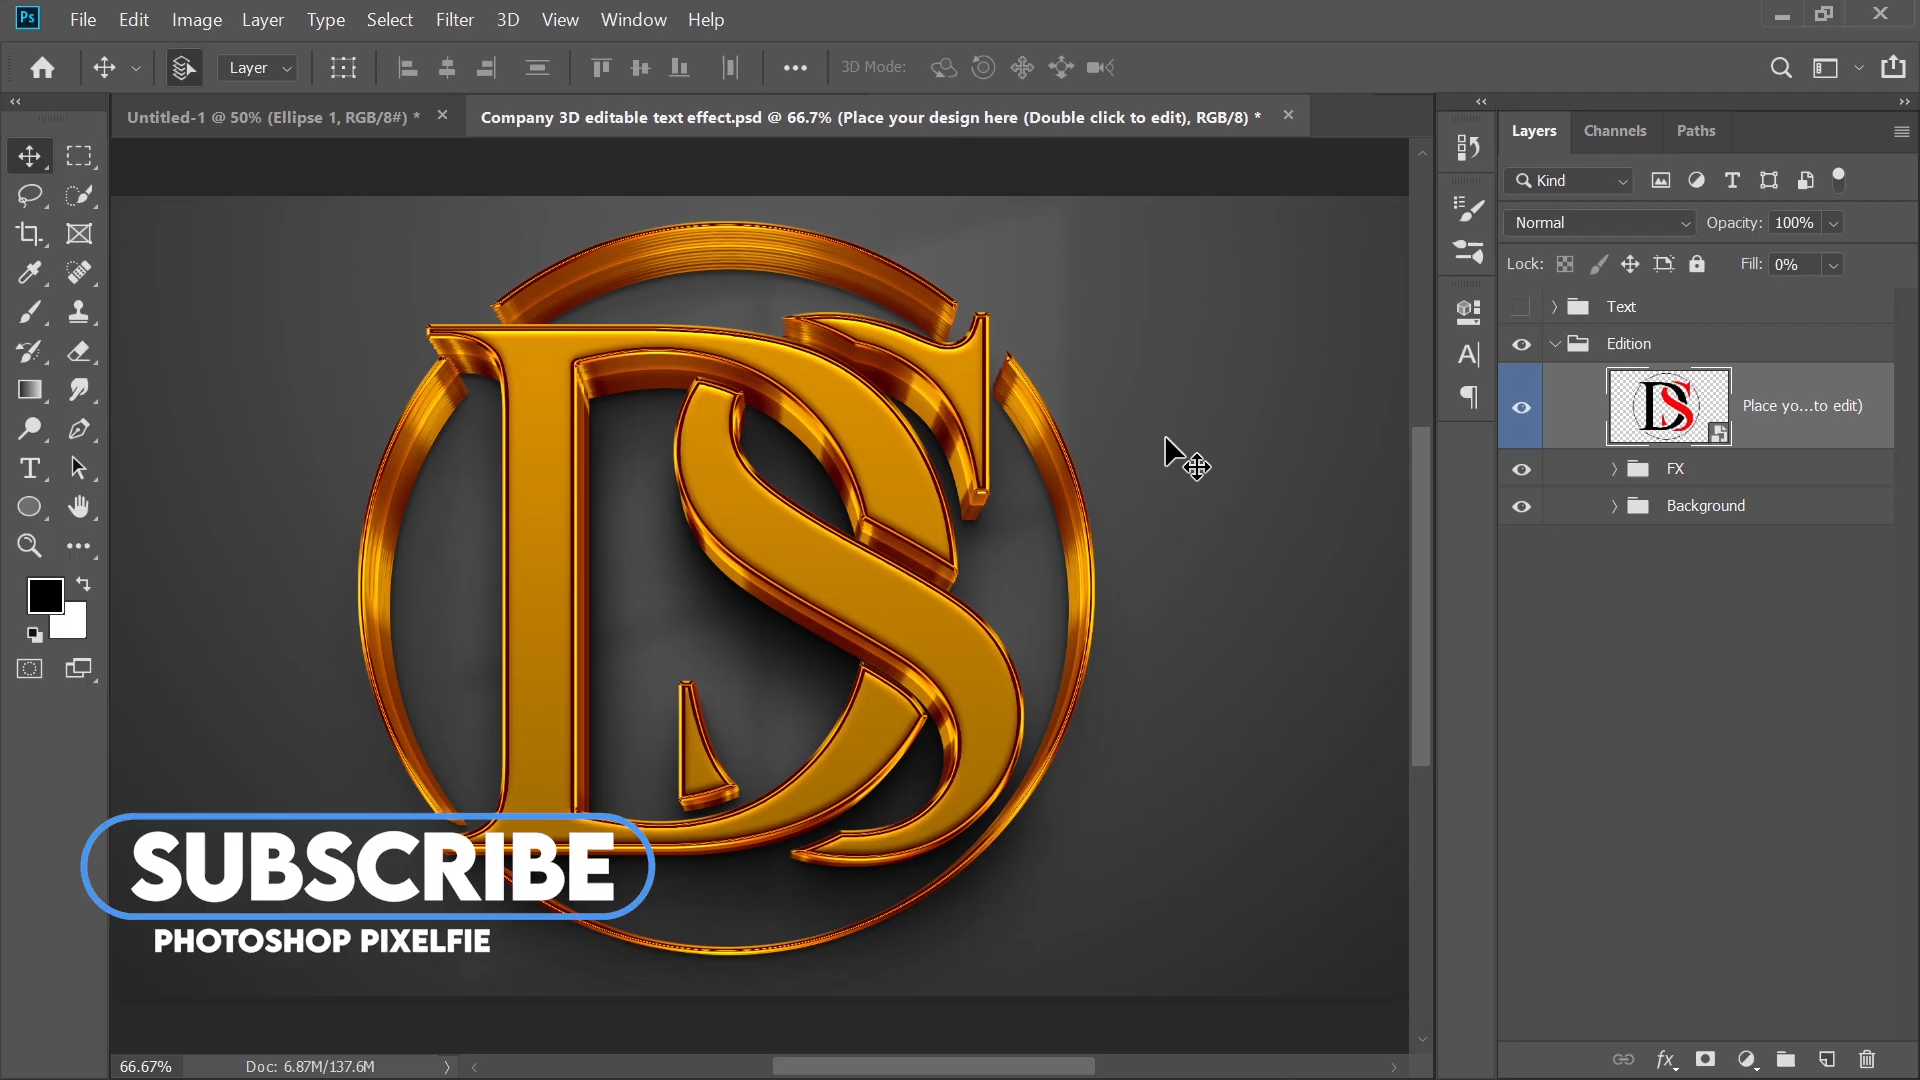 Ps File Edit Image Layer Type Select Filter 3D View Window Help
Layer 3D Mode:
Untitled-1 @ 50% (Ellipse 1, RGB/8#) * Company 3D editable text effect.psd @ 66.7% (Place your design here (Double click to edit), RGB/8) *
Layers Channels Paths
Kind
Normal Opacity: 100%
Lock: Fill: 0%
Text
Edition
DS Place yo...to edit)
FX
Background
DS
SUBSCRIBE
PHOTOSHOP PIXELFIE
66.67% Doc: 6.87M/137.6M
fx